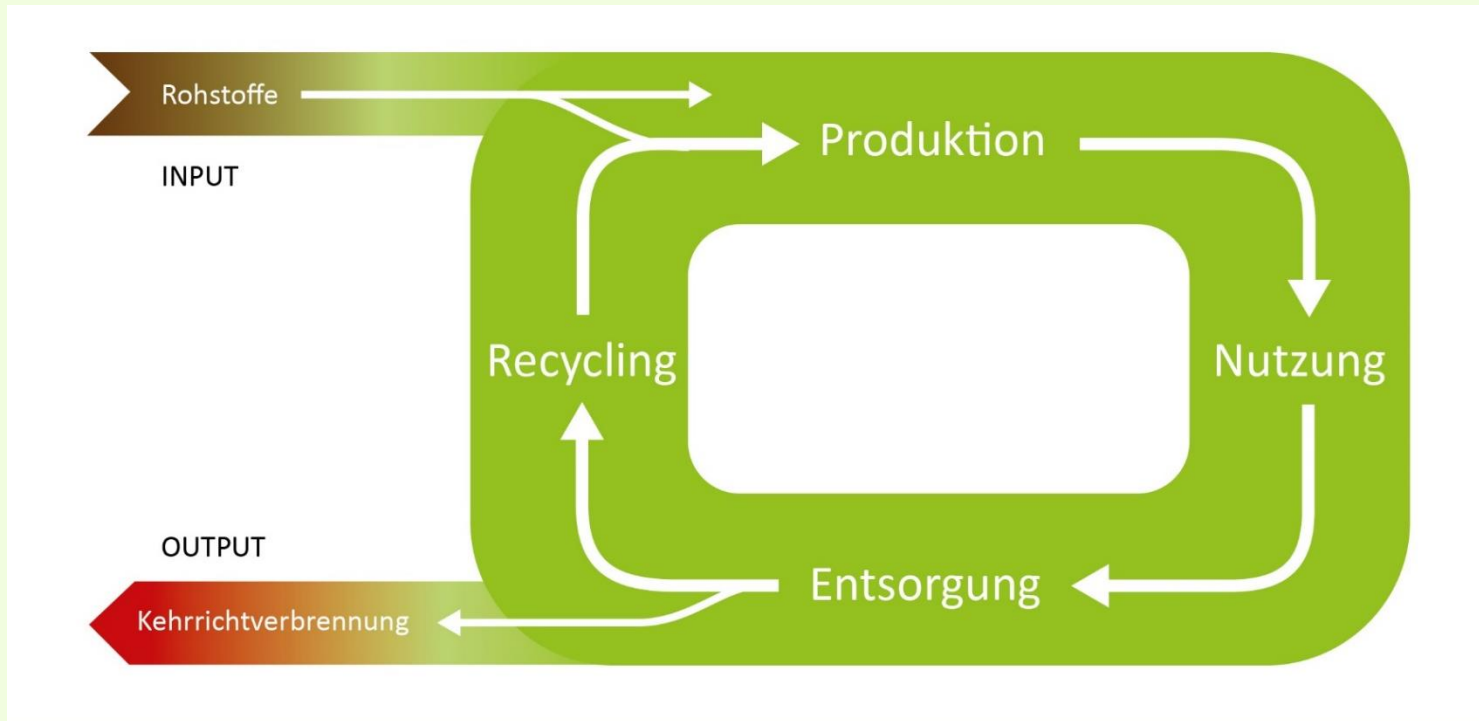 Rohstoffe
Produktion
INPUT
Recycling
Nutzung
OUTPUT
Entsorgung
Kehrrichtverbrennung